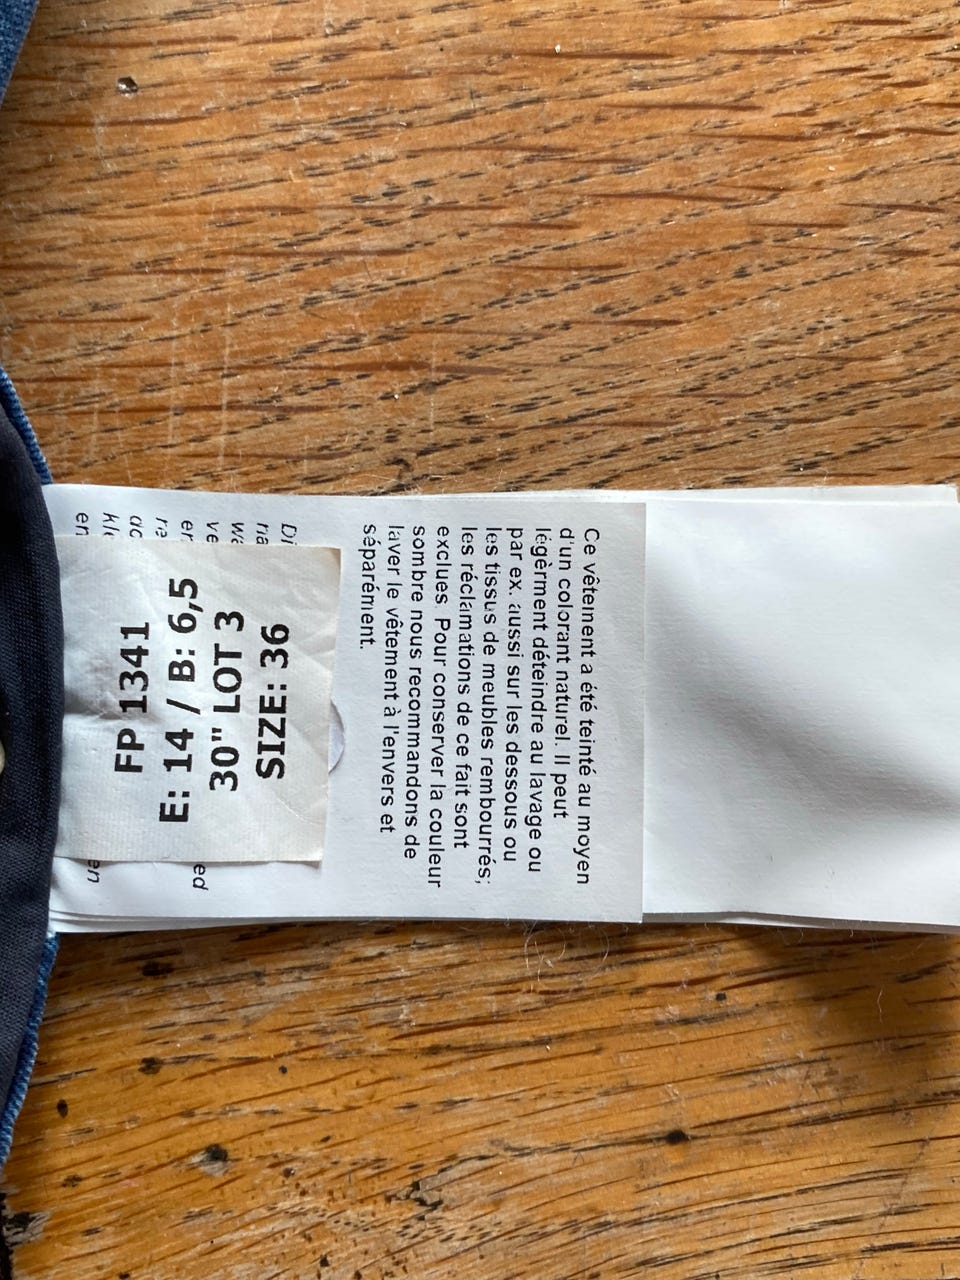 FP 1341
E: 14 / B: 6,5
30" LOT 3
SIZE: 36
Ce vêtement a été teinté au moyen
d'un colorant naturel. Il peut
légèrment déteindre au lavage ou
par ex. aussi sur les dessous ou
les tissus de meubles rembourrés;
les réclamations de ce fait sont
exclues Pour conserver la couleur
sombre nous recommandons de
laver le vêtement à l'envers et
séparément.